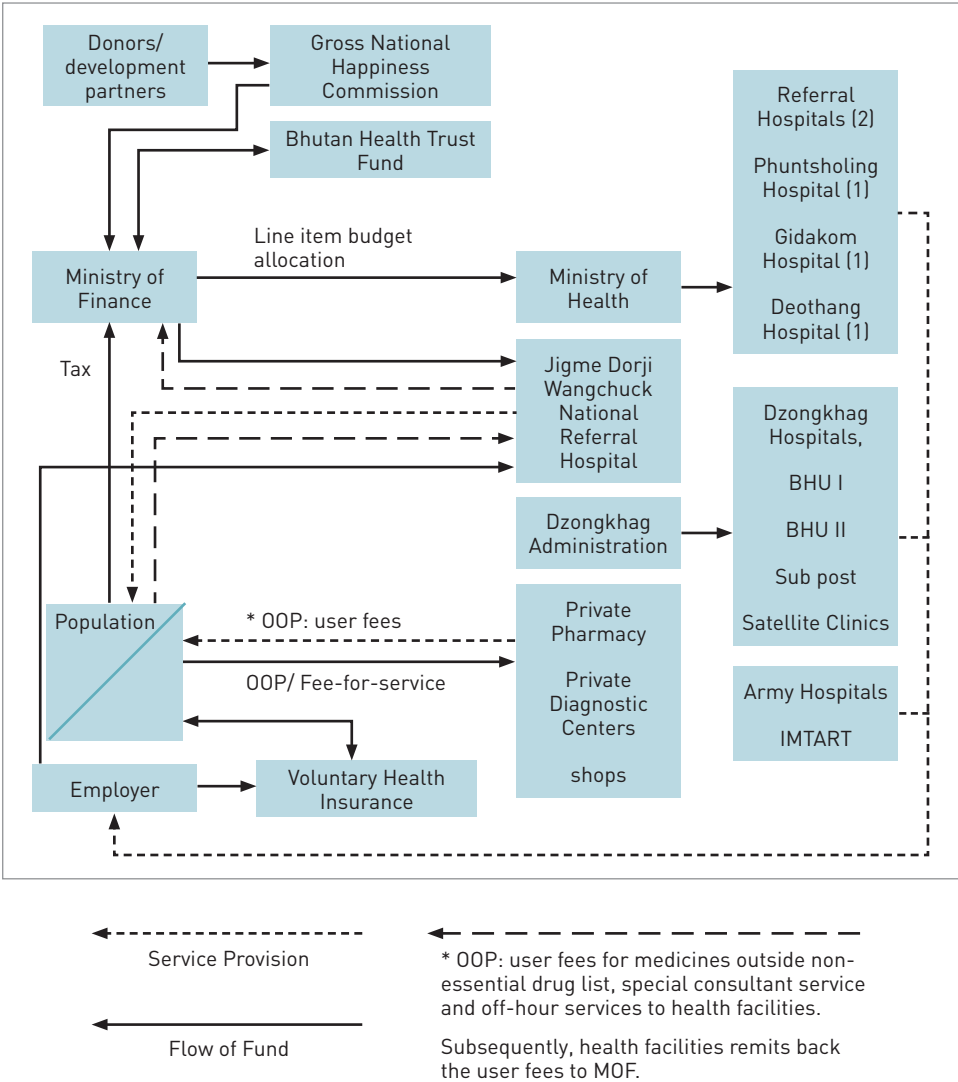 Donors/
development
partners
Gross National
Happiness
Commission
Bhutan Health Trust
Fund
Referral
Hospitals (2)
Phuntsholing
Hospital (1)
Gidakom
Hospital (1)
Deothang
Hospital (1)
Line item budget
allocation
Ministry of
Finance
Ministry of
Health
Tax
Jigme Dorji
Wangchuck
National
Referral
Hospital
Dzongkhag
Hospitals,
BHU I
BHU II
Sub post
Satellite Clinics
Dzongkhag
Administration
Population
* OOP: user fees
OOP/ Fee-for-service
Private
Pharmacy
Private
Diagnostic
Centers
shops
Army Hospitals
IMTART
Employer
Voluntary Health
Insurance
Service Provision
Flow of Fund
* OOP: user fees for medicines outside non-
essential drug list, special consultant service
and off-hour services to health facilities.
Subsequently, health facilities remits back
the user fees to MOF.